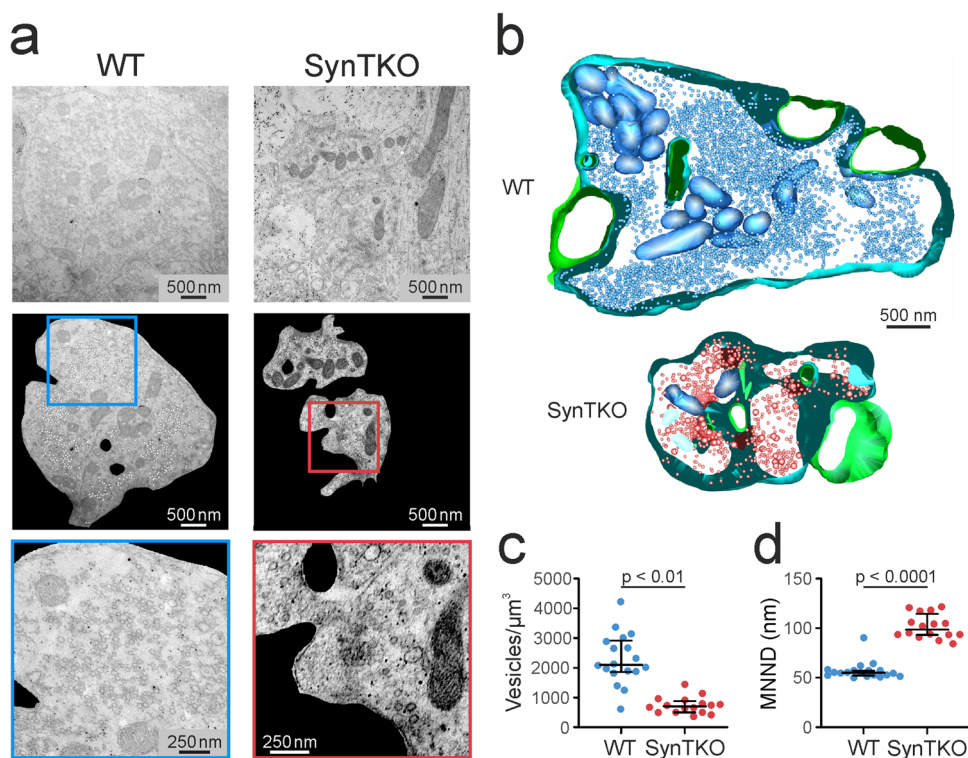 a
WT
SynTKO
500 nm
500 nm
500 nm
500 nm
250 nm
250 nm
b
WT
500 nm
SynTKO
c
p < 0.01
Vesicles/µm³
5000
4000
3000
2000
1000
0
WT SynTKO
d
p < 0.0001
MNND (nm)
150
100
50
0
WT SynTKO